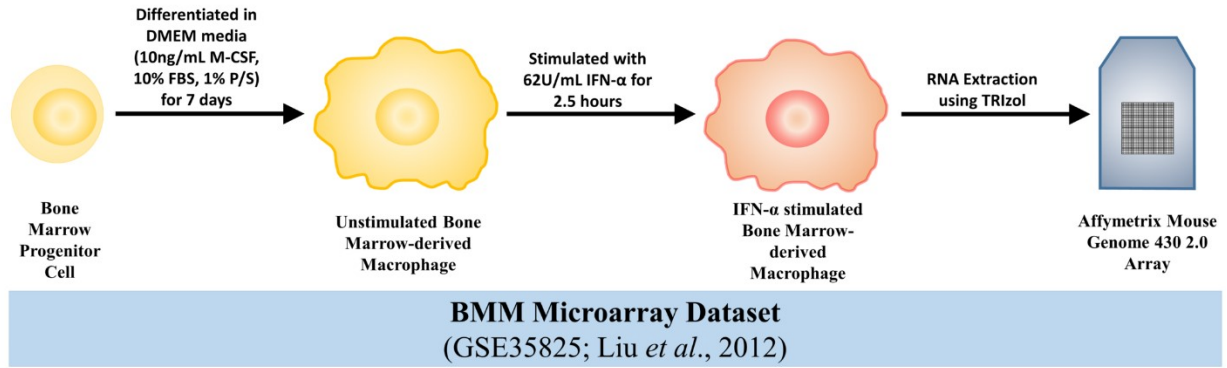 Differentiated in
DMEM media
(10ng/mL M-CSF,
10% FBS, 1% P/S)
for 7 days
Stimulated with
62U/mL IFN-α for
2.5 hours
RNA Extraction
using TRIzol
Bone
Marrow
Progenitor
Cell
Unstimulated Bone
Marrow-derived
Macrophage
IFN-α stimulated
Bone Marrow-
derived
Macrophage
Affymetrix Mouse
Genome 430 2.0
Array
BMM Microarray Dataset
(GSE35825; Liu et al., 2012)